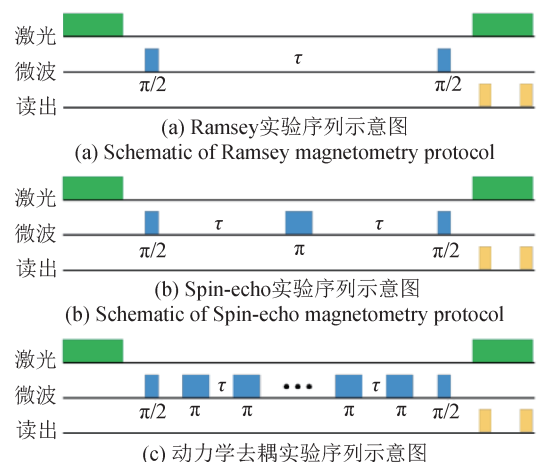 激光
微波 τ
π/2 π/2
读出
(a) Ramsey实验序列示意图
(a) Schematic of Ramsey magnetometry protocol
激光
微波 τ τ
π/2 π π/2
读出
(b) Spin-echo实验序列示意图
(b) Schematic of Spin-echo magnetometry protocol
激光
微波 τ ••• τ
π/2 π π π π π/2
读出
(c) 动力学去耦实验序列示意图